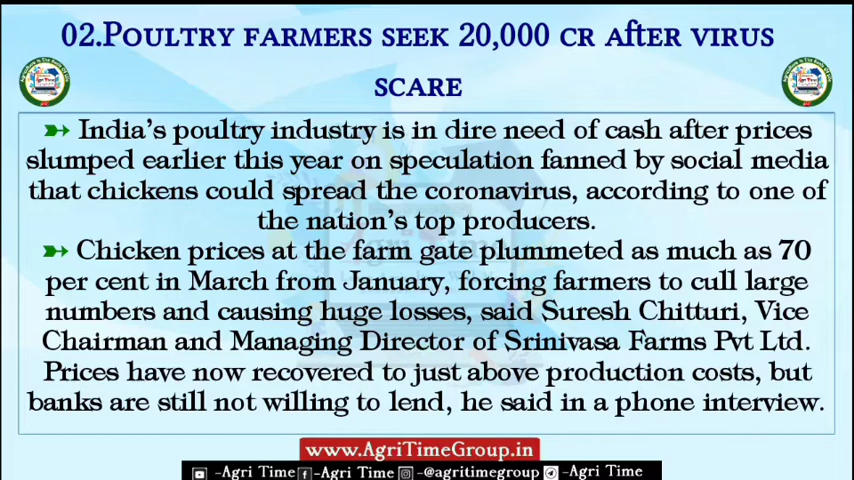 02.Poultry farmers seek 20,000 cr after virus
scare
➵ India's poultry industry is in dire need of cash after prices
slumped earlier this year on speculation fanned by social media
that chickens could spread the coronavirus, according to one of
the nation's top producers.
➵ Chicken prices at the farm gate plummeted as much as 70
per cent in March from January, forcing farmers to cull large
numbers and causing huge losses, said Suresh Chitturi, Vice
Chairman and Managing Director of Srinivasa Farms Pvt Ltd.
Prices have now recovered to just above production costs, but
banks are still not willing to lend, he said in a phone interview.
www.AgriTimeGroup.in
-Agri Time -Agri Time -@agritimegroup -Agri Time